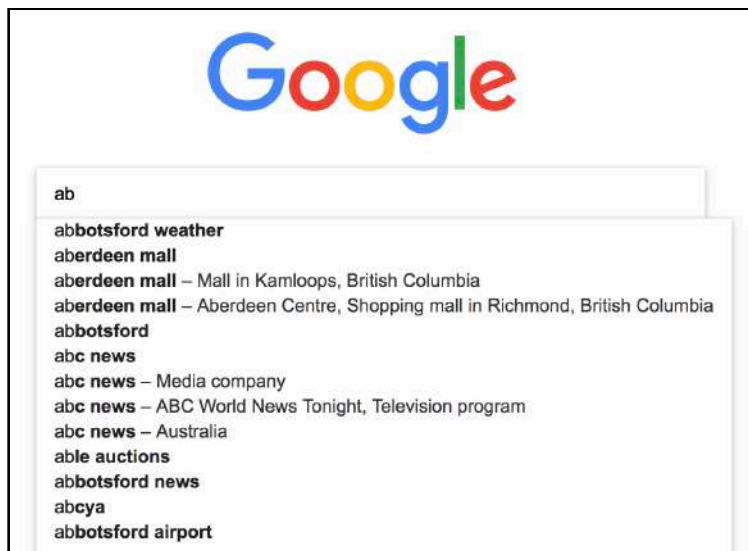 Google
ab
abbotsford weather
aberdeen mall
aberdeen mall – Mall in Kamloops, British Columbia
aberdeen mall – Aberdeen Centre, Shopping mall in Richmond, British Columbia
abbotsford
abc news
abc news – Media company
abc news – ABC World News Tonight, Television program
abc news – Australia
able auctions
abbotsford news
abcya
abbotsford airport